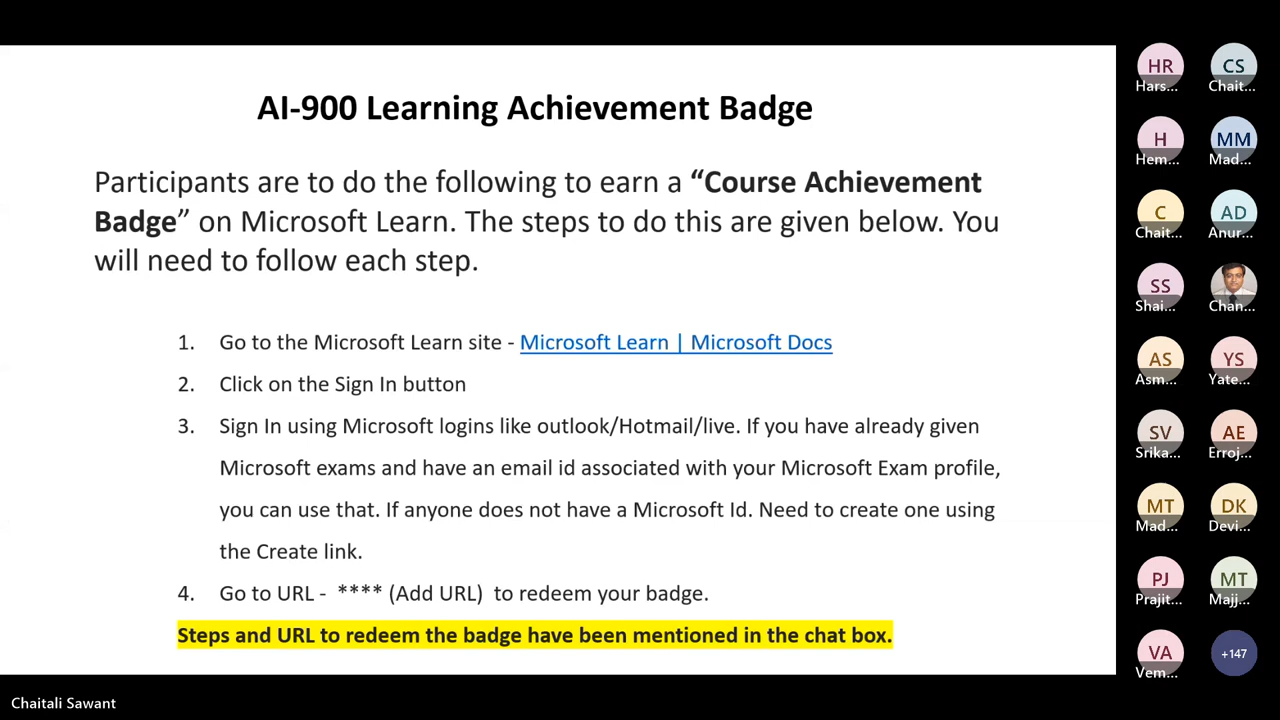 AI-900 Learning Achievement Badge
Participants are to do the following to earn a “Course Achievement
Badge” on Microsoft Learn. The steps to do this are given below. You
will need to follow each step.
1. Go to the Microsoft Learn site - Microsoft Learn | Microsoft Docs
2. Click on the Sign In button
3. Sign In using Microsoft logins like outlook/Hotmail/live. If you have already given
Microsoft exams and have an email id associated with your Microsoft Exam profile,
you can use that. If anyone does not have a Microsoft Id. Need to create one using
the Create link.
4. Go to URL - **** (Add URL) to redeem your badge.
Steps and URL to redeem the badge have been mentioned in the chat box.
HR CS
Hars... Chait...
H MM
Hem... Mad...
C AD
Chait... Anur...
SS
Shai... Chan...
AS YS
Asm... Yate...
SV AE
Srika... Erroj...
MT DK
Mad... Devi...
PJ MT
Prajit... Majj...
VA +147
Vem...
Chaitali Sawant